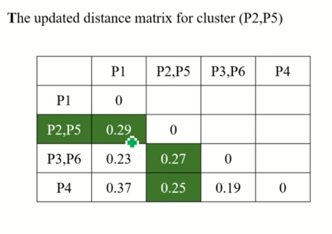 The updated distance matrix for cluster (P2,P5)
P1 P2,P5 P3,P6 P4
P1 0
P2,P5 0.29 0
P3,P6 0.23 0.27 0
P4 0.37 0.25 0.19 0